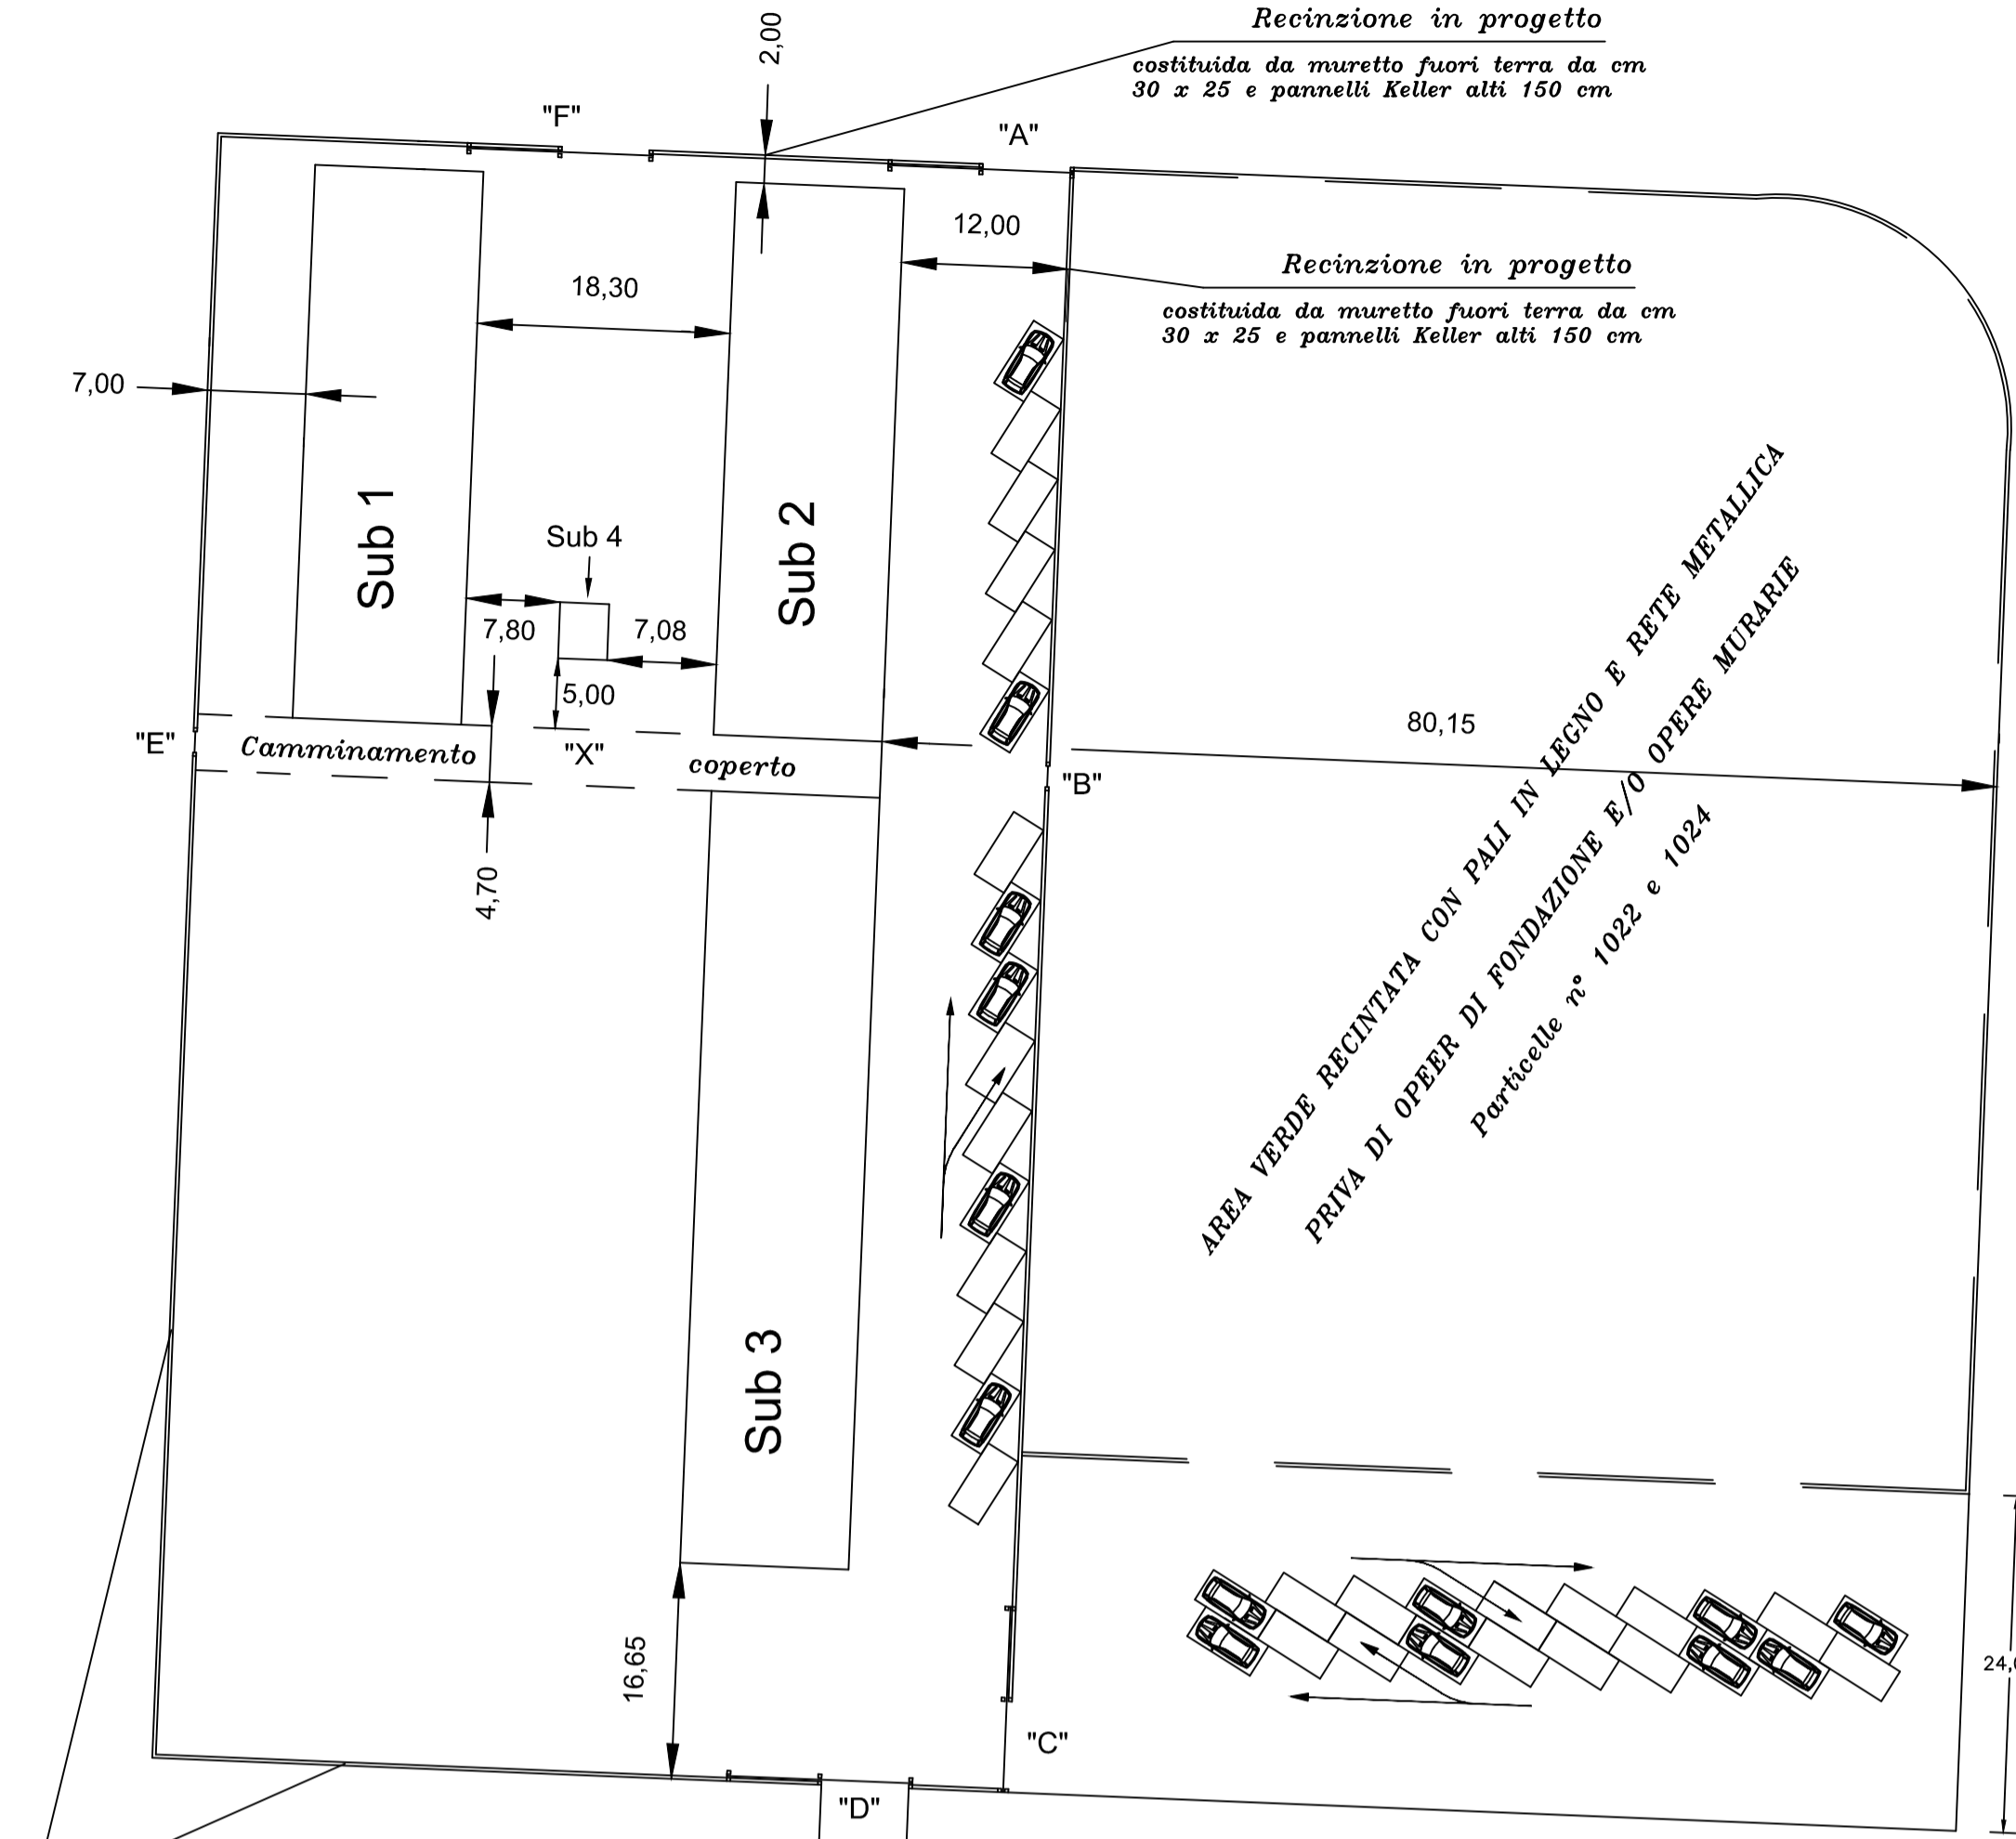 2,00
Recinzione in progetto
costituida da muretto fuori terra da cm
30 x 25 e pannelli Keller alti 150 cm
"F"
"A"
12,00
Recinzione in progetto
costituida da muretto fuori terra da cm
30 x 25 e pannelli Keller alti 150 cm
18,30
7,00
Sub 1
Sub 2
Sub 4
7,80
7,08
5,00
"E"
Camminamento
"X"
coperto
"B"
80,15
4,70
AREA VERDE RECINTATA CON PALI IN LEGNO E RETE METALLICA
PRIVA DI OPEER DI FONDAZIONE E/O OPERE MURARIE
Particelle n° 1022 e 1024
Sub 3
16,65
"C"
"D"